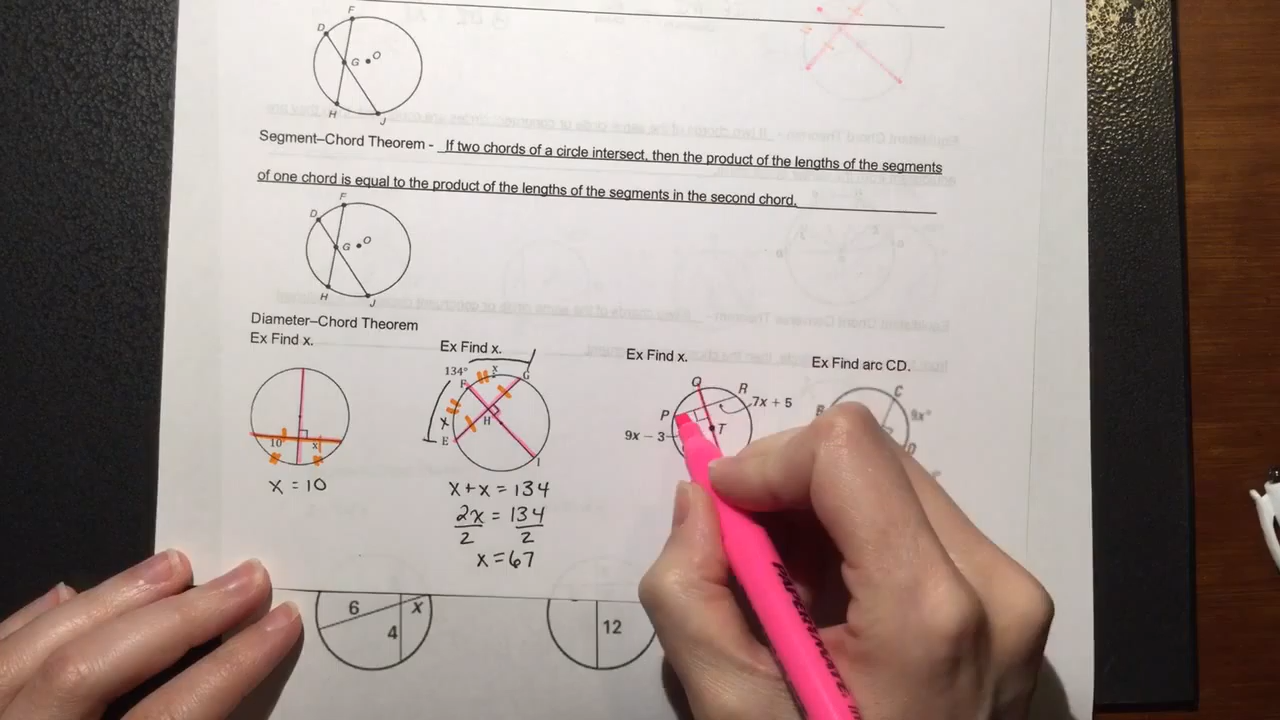 F
D
G O
H
J
Segment–Chord Theorem - If two chords of a circle intersect, then the product of the lengths of the segments
of one chord is equal to the product of the lengths of the segments in the second chord.
F
D
G O
H
J
Diameter–Chord Theorem
Ex Find x.
10 x
x = 10
Ex Find x.
134° x
F G
x H
E I
x + x = 134
2x = 134
2 2
x = 67
Ex Find x.
Q R
P 7x + 5
T
9x − 3
Ex Find arc CD.
C
B 9x°
D
6 x
4
12
PAPERMATE